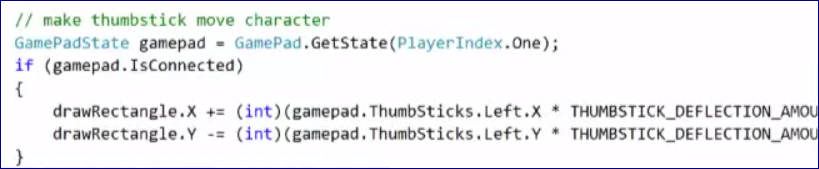 // make thumbstick move character
GamePadState gamepad = GamePad.GetState(PlayerIndex.One);
if (gamepad.IsConnected)
{
drawRectangle.X += (int)(gamepad.ThumbSticks.Left.X * THUMBSTICK_DEFLECTION_AMOU
drawRectangle.Y -= (int)(gamepad.ThumbSticks.Left.Y * THUMBSTICK_DEFLECTION_AMOU
}